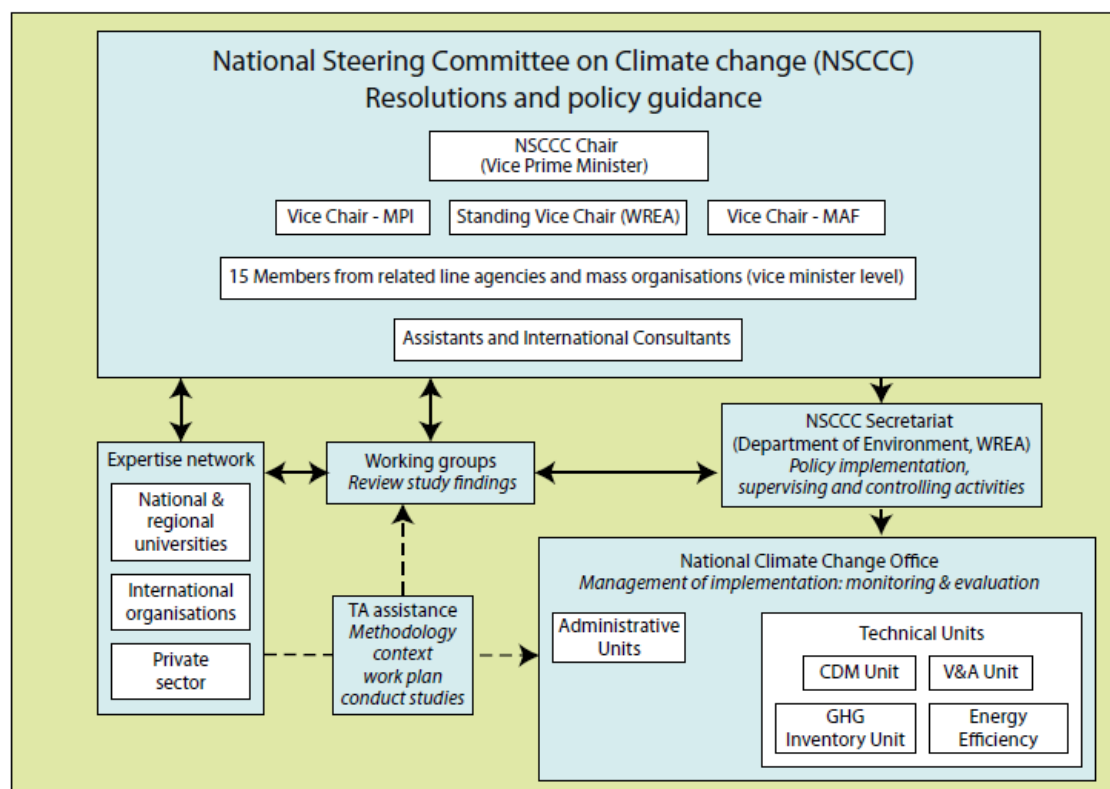 National Steering Committee on Climate change (NSCCC)
Resolutions and policy guidance
NSCCC Chair
(Vice Prime Minister)
Vice Chair - MPI
Standing Vice Chair (WREA)
Vice Chair - MAF
15 Members from related line agencies and mass organisations (vice minister level)
Assistants and International Consultants
NSCCC Secretariat
(Department of Environment, WREA)
Policy implementation,
supervising and controlling activities
Expertise network
National &
regional
universities
International
organisations
Private
sector
Working groups
Review study findings
TA assistance
Methodology
context
work plan
conduct studies
National Climate Change Office
Management of implementation: monitoring & evaluation
Administrative
Units
Technical Units
CDM Unit
V&A Unit
GHG
Inventory Unit
Energy
Efficiency